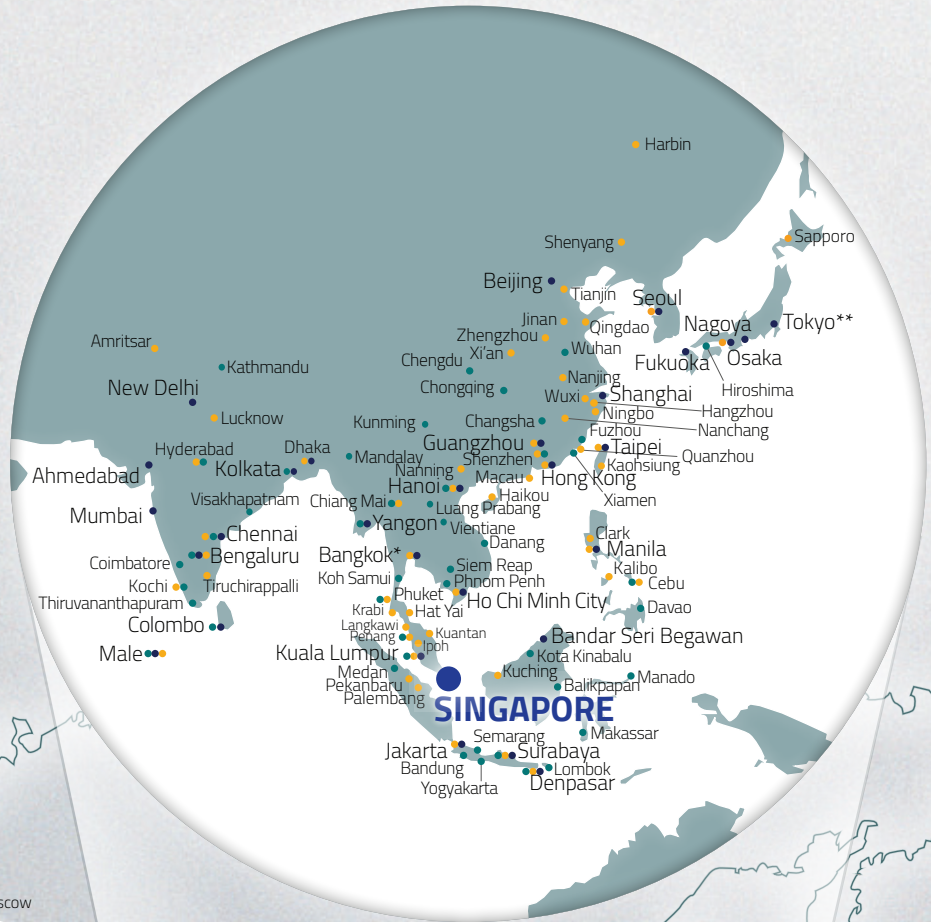 Harbin
Sapporo
Shenyang
Beijing
Tianjin
Seoul
Jinan
Qingdao
Nagoya
Tokyo**
Zhengzhou
Amritsar
Xi'an
Wuhan
Chengdu
Fukuoka
Osaka
Kathmandu
Nanjing
New Delhi
Chongqing
Hiroshima
Wuxi
Shanghai
Hangzhou
Ningbo
Lucknow
Kunming
Changsha
Fuzhou
Nanchang
Guangzhou
Hyderabad
Dhaka
Taipei
Mandalay
Shenzhen
Quanzhou
Ahmedabad
Kolkata
Nanning
Kaohsiung
Macau
Hong Kong
Hanoi
Visakhapatnam
Chiang Mai
Haikou
Xiamen
Luang Prabang
Mumbai
Yangon
Vientiane
Chennai
Clark
Danang
Bengaluru
Bangkok*
Manila
Coimbatore
Siem Reap
Kalibo
Koh Samui
Phnom Penh
Cebu
Kochi
Tiruchirappalli
Phuket
Ho Chi Minh City
Thiruvananthapuram
Krabi
Hat Yai
Davao
Colombo
Langkawi
Kuantan
Penang
Bandar Seri Begawan
Ipoh
Male
Kuala Lumpur
Kota Kinabalu
Medan
Kuching
Manado
Pekanbaru
Balikpapan
Palembang
SINGAPORE
Semarang
Makassar
Jakarta
Surabaya
Bandung
Lombok
Denpasar
Yogyakarta
scow